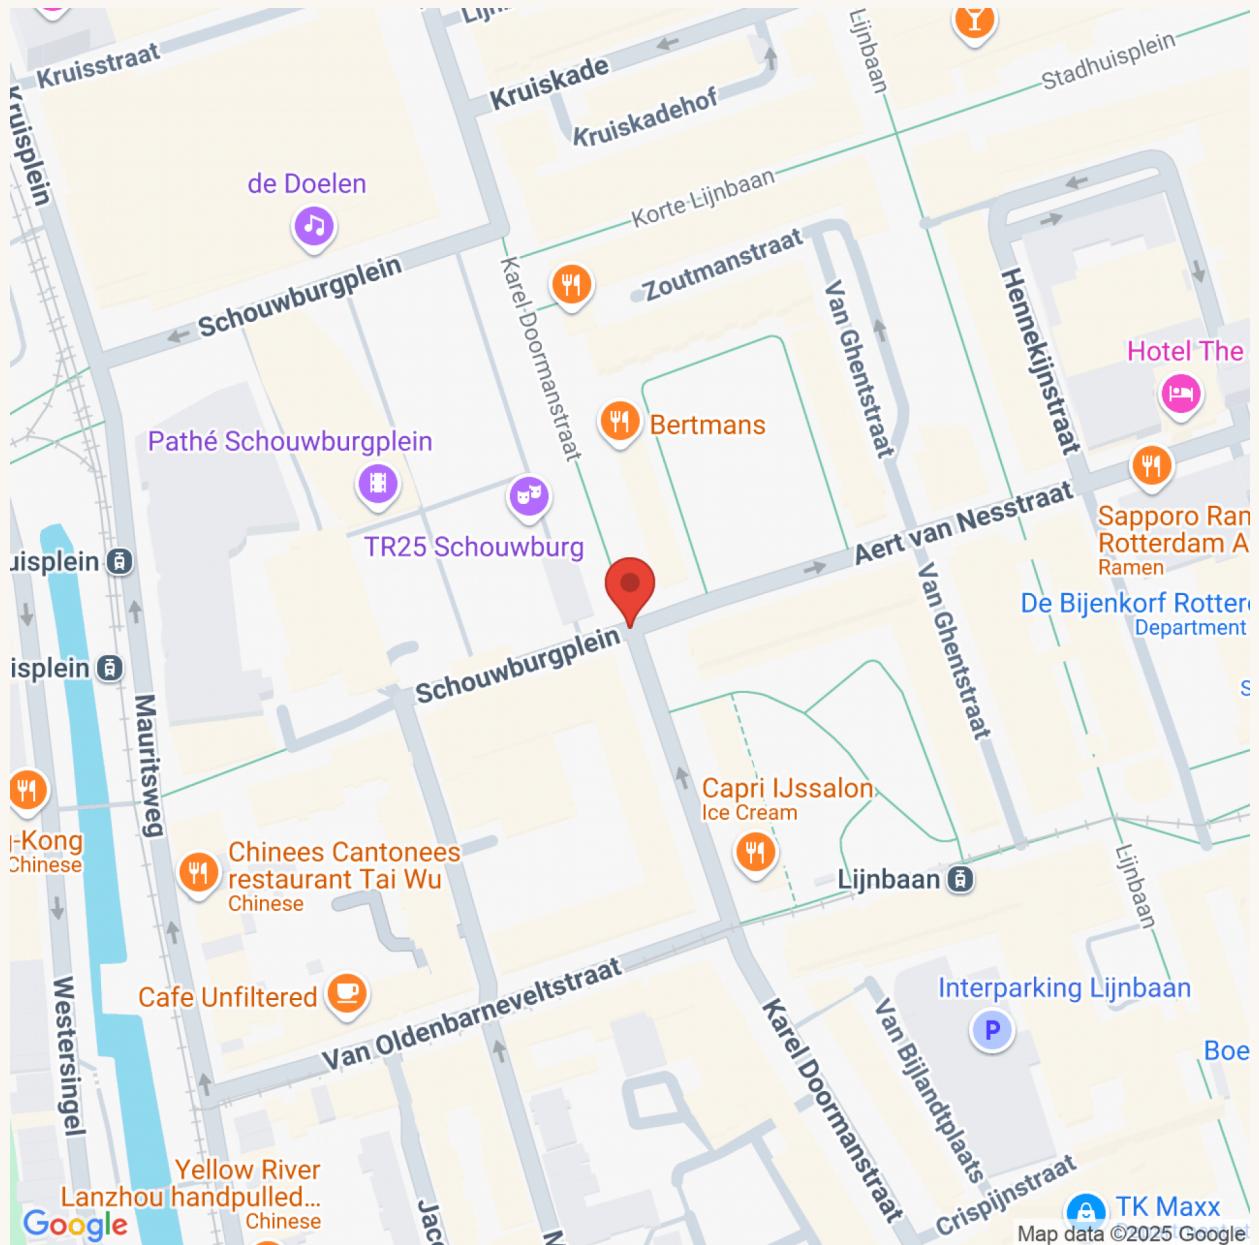 Lijn
Kruisstraat
Kruiskade
Lijnbaan
Stadhuisplein
Kruiskadehof
Kruisplein
de Doelen
Korte Lijnbaan
Zoutmanstraat
Schouwburgplein
Karel Doormanstraat
Van Ghentstraat
Hennekijnstraat
Hotel The
Bertmans
Pathé Schouwburgplein
TR25 Schouwburg
Aert van Nesstraat
Sapporo Ran
Rotterdam A
Ramen
uisplein
De Bijenkorf Rotter
Department
Van Ghentstraat
Schouwburgplein
isplein
S
Mauritsweg
Capri IJssalon
Ice Cream
g-Kong
Chinese
Chinees Cantonees
restaurant Tai Wu
Chinese
Lijnbaan
Lijnbaan
Cafe Unfiltered
Van Oldenbarneveltstraat
Interparking Lijnbaan
P
Westersingel
Karel Doormanstraat
Van Bijlandtplaats
Boe
Yellow River
Lanzhou handpulled...
Chinese
Jacc
M
Crispijnstraat
TK Maxx
Google
Map data ©2025 Google